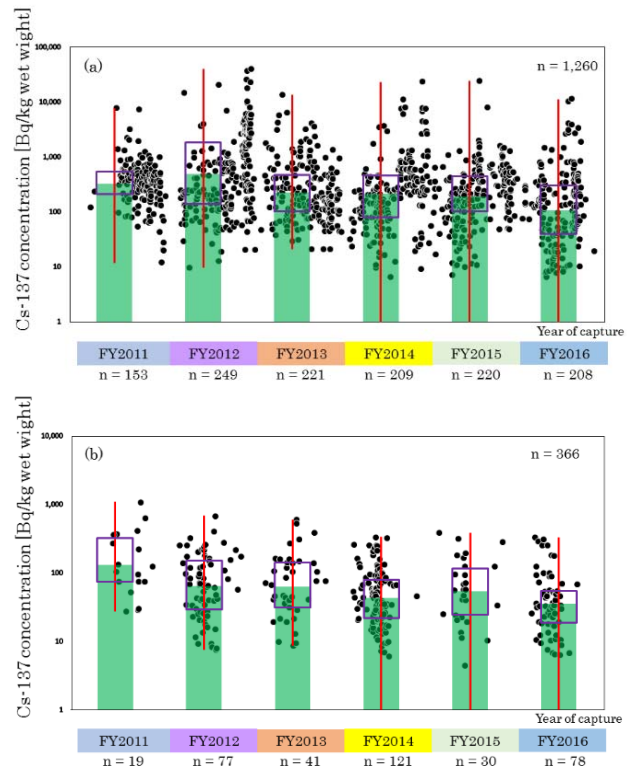 100,000
(a)
n = 1,260
10,000
1,000
100
10
1
Cs-137 concentration [Bq/kg wet wight]
Year of capture
FY2011 FY2012 FY2013 FY2014 FY2015 FY2016
n = 153 n = 249 n = 221 n = 209 n = 220 n = 208
10,000
(b)
n = 366
1,000
100
10
1
Cs-137 concentration [Bq/kg wet wight]
Year of capture
FY2011 FY2012 FY2013 FY2014 FY2015 FY2016
n = 19 n = 77 n = 41 n = 121 n = 30 n = 78